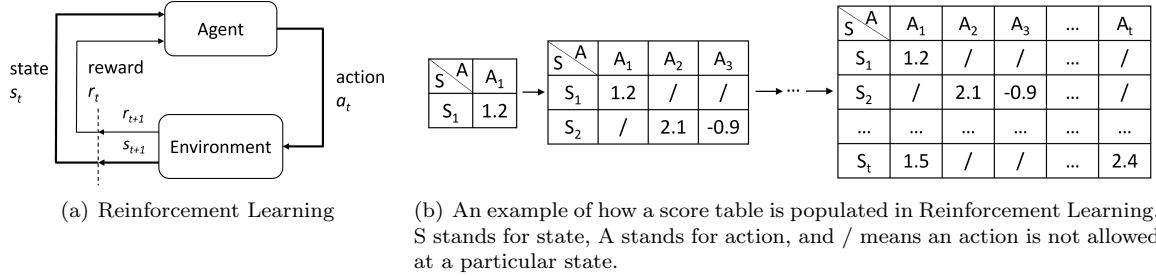 Agent
state
s_t
reward
r_t
action
a_t
r_{t+1}
s_{t+1}
Environment
(a) Reinforcement Learning
S A A_1
S_1 1.2
S A A_1 A_2 A_3
S_1 1.2 / /
S_2 / 2.1 -0.9
...
S A A_1 A_2 A_3 ... A_t
S_1 1.2 / / ... /
S_2 / 2.1 -0.9 ... /
... ... ... ... ... ...
S_t 1.5 / / ... 2.4
(b) An example of how a score table is populated in Reinforcement Learning.
S stands for state, A stands for action, and / means an action is not allowed
at a particular state.